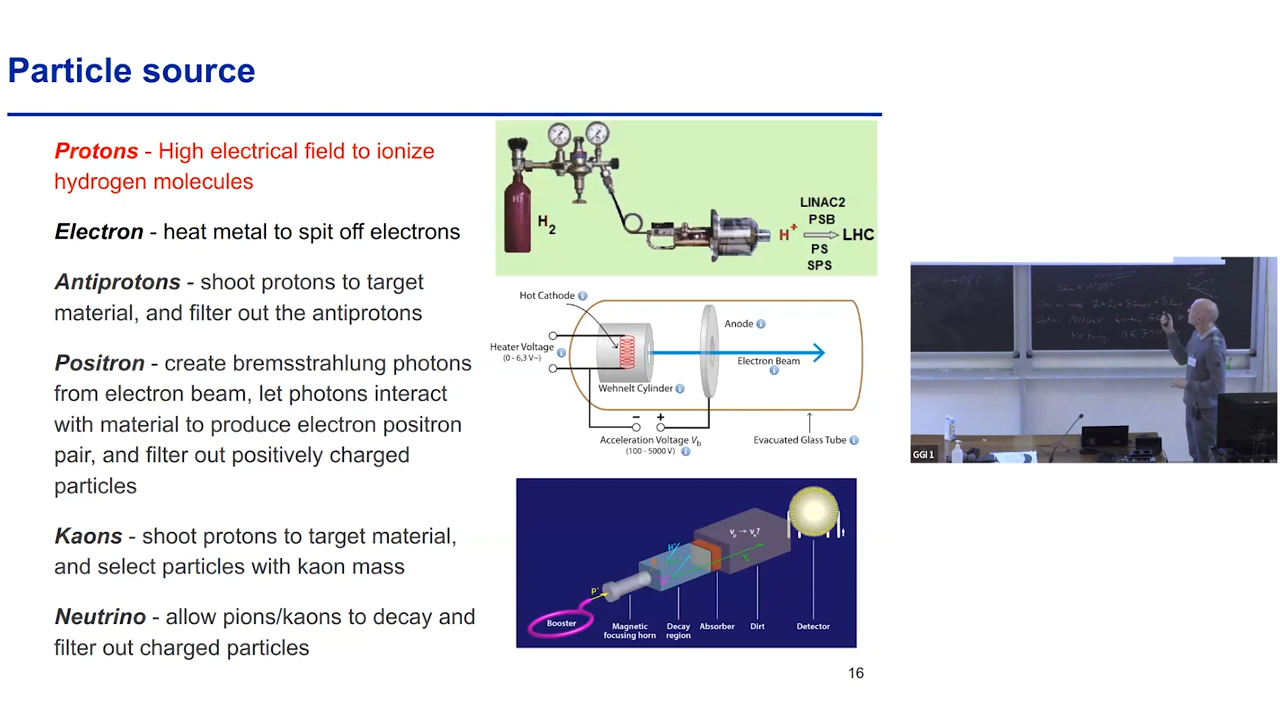 Particle source
Protons - High electrical field to ionize
hydrogen molecules
Electron - heat metal to spit off electrons
Antiprotons - shoot protons to target
material, and filter out the antiprotons
Positron - create bremsstrahlung photons
from electron beam, let photons interact
with material to produce electron positron
pair, and filter out positively charged
particles
Kaons - shoot protons to target material,
and select particles with kaon mass
Neutrino - allow pions/kaons to decay and
filter out charged particles
H₂
H⁺
LINAC2
PSB
PS
SPS
LHC
Hot Cathode
Heater Voltage
(0 - 6,3 V~)
Wehnelt Cylinder
Anode
Electron Beam
− +
Acceleration Voltage Vb
(100 - 5000 V)
Evacuated Glass Tube
Booster
Magnetic
focusing horn
Decay
region
Absorber
Dirt
Detector
16
GGI 1